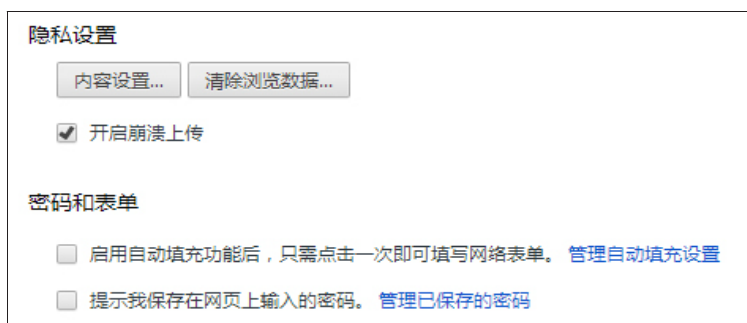 隐私设置
内容设置... 清除浏览数据...
开启崩溃上传
密码和表单
启用自动填充功能后，只需点击一次即可填写网络表单。 管理自动填充设置
提示我保存在网页上输入的密码。 管理已保存的密码